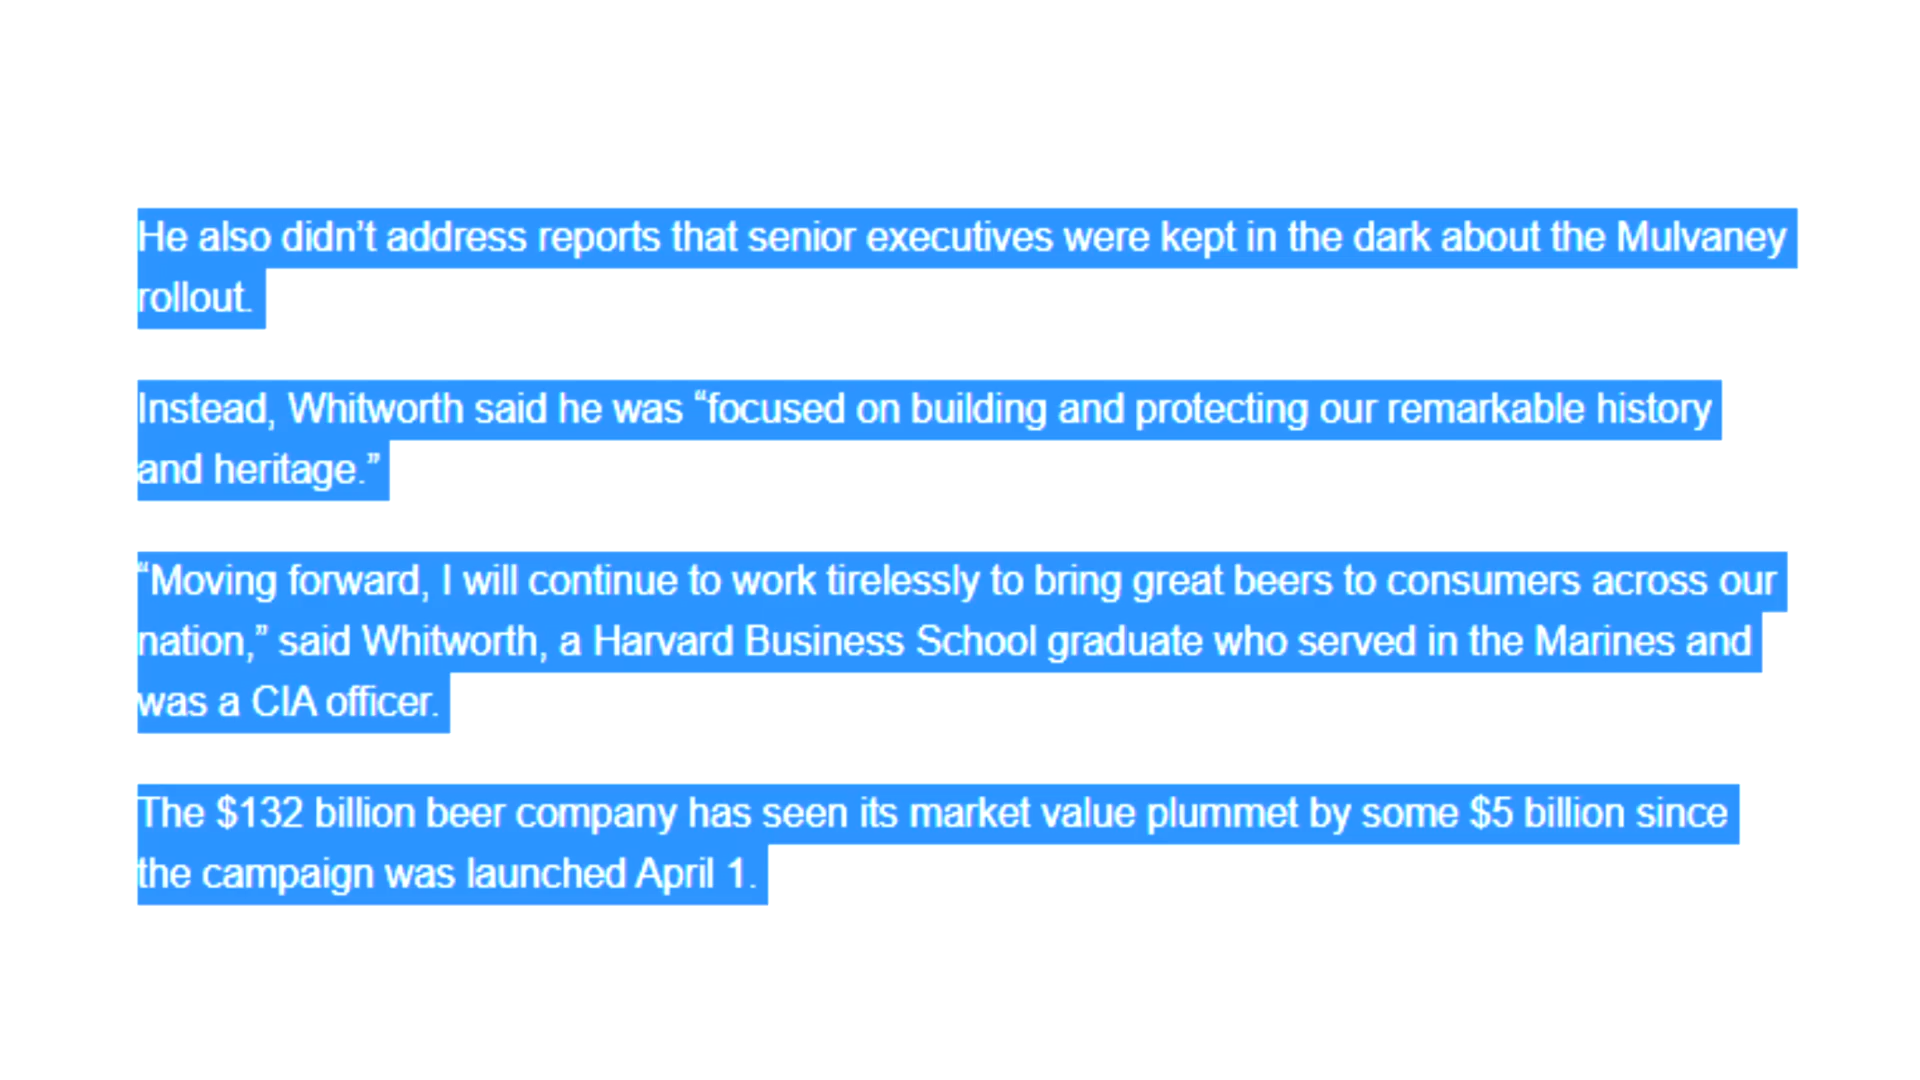 He also didn’t address reports that senior executives were kept in the dark about the Mulvaney
rollout.
Instead, Whitworth said he was “focused on building and protecting our remarkable history
and heritage.”
“Moving forward, I will continue to work tirelessly to bring great beers to consumers across our
nation,” said Whitworth, a Harvard Business School graduate who served in the Marines and
was a CIA officer.
The $132 billion beer company has seen its market value plummet by some $5 billion since
the campaign was launched April 1.